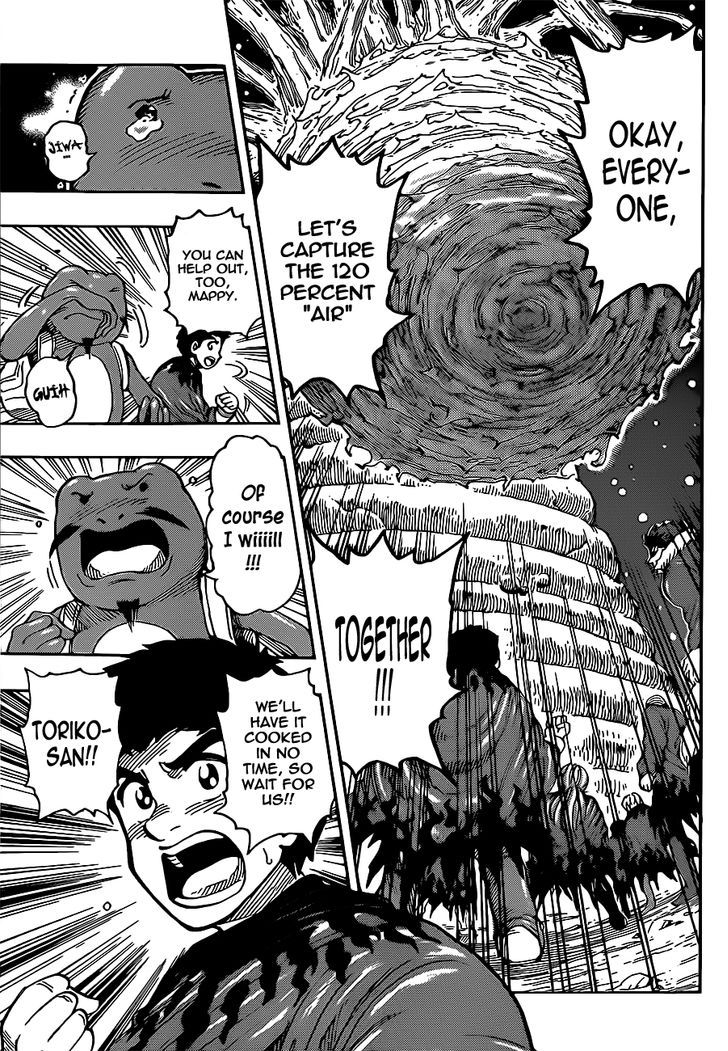 OKAY,
EVERY-
ONE,
LET'S
CAPTURE
THE 120
PERCENT
"AIR"
TOGETHER
!!!
JIWA
...
YOU CAN
HELP OUT,
TOO,
MAPPY.
GUIH
Of
course
I wiiiill
!!!
WE'LL
HAVE IT
COOKED
IN NO
TIME, SO
WAIT FOR
US!!
TORIKO-
SAN!!